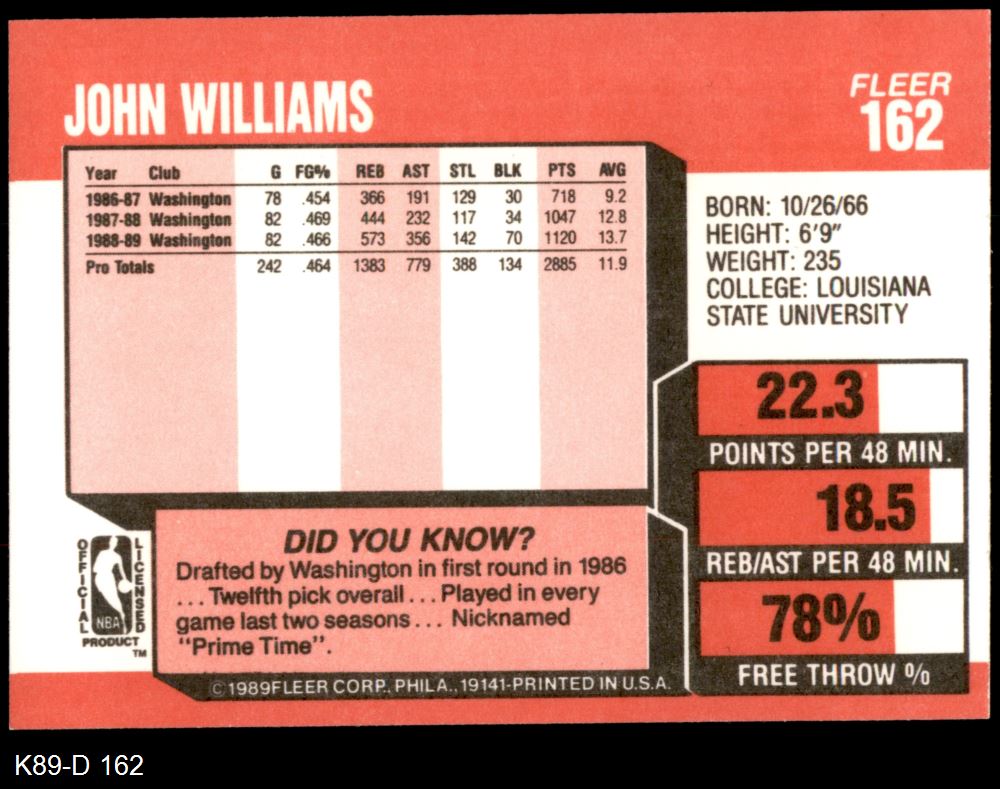 JOHN WILLIAMS
FLEER
162
Year Club G FG% REB AST STL BLK PTS AVG
1986-87 Washington 78 .454 366 191 129 30 718 9.2
1987-88 Washington 82 .469 444 232 117 34 1047 12.8
1988-89 Washington 82 .466 573 356 142 70 1120 13.7
Pro Totals 242 .464 1383 779 388 134 2885 11.9
BORN: 10/26/66
HEIGHT: 6'9"
WEIGHT: 235
COLLEGE: LOUISIANA
STATE UNIVERSITY
22.3
POINTS PER 48 MIN.
18.5
REB/AST PER 48 MIN.
78%
FREE THROW %
DID YOU KNOW?
Drafted by Washington in first round in 1986
... Twelfth pick overall ... Played in every
game last two seasons ... Nicknamed
"Prime Time".
OFFICIAL
LICENSED
NBA
PRODUCT
TM
© 1989 FLEER CORP., PHILA., 19141-PRINTED IN U.S.A.
K89-D 162